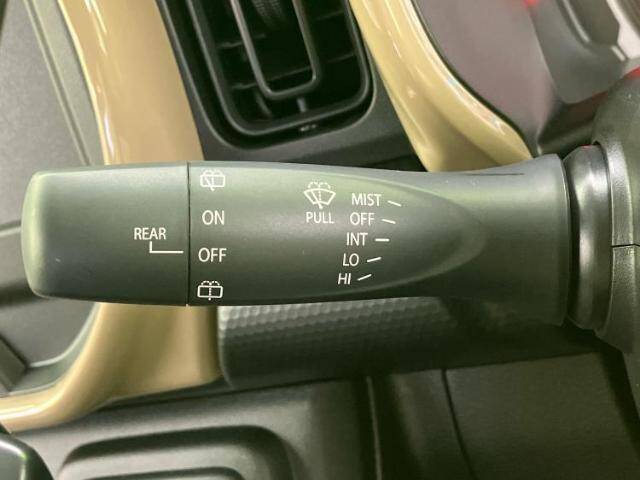 REAR
ON
OFF
PULL
MIST
OFF
INT
LO
HI